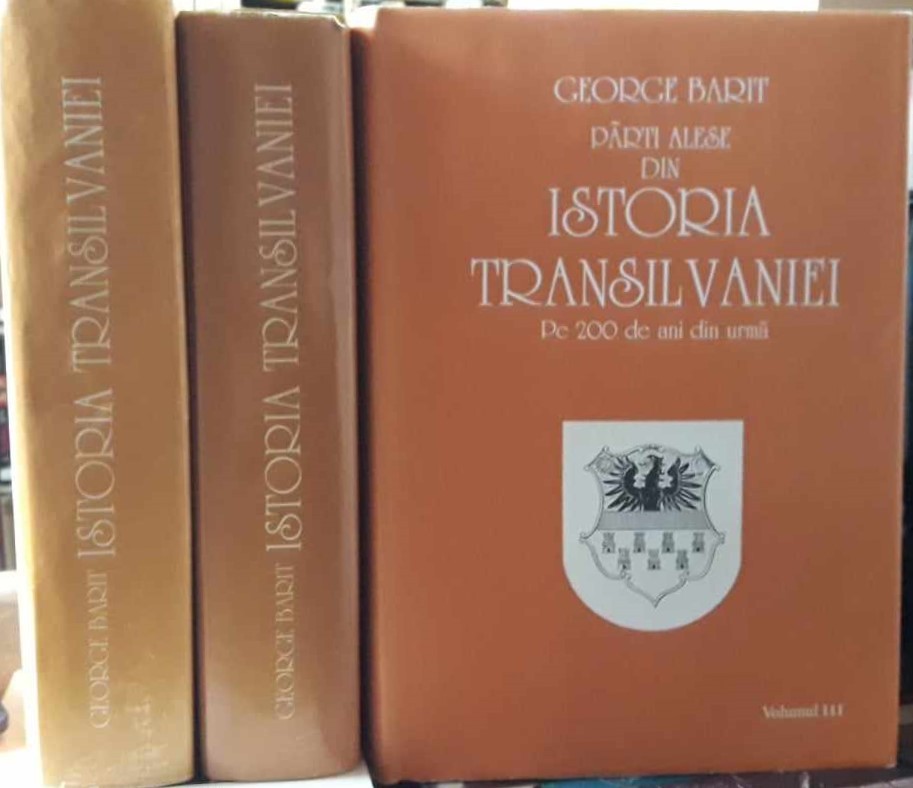 GEORGE BARIT ISTORIA TRANSILVANIEI
GEORGE BARIT ISTORIA TRANSILVANIEI
GEORGE BARIT
PĂRTI ALESE
DIN
ISTORIA
TRANSILVANIEI
Pe 200 de ani din urmă
Volumul III